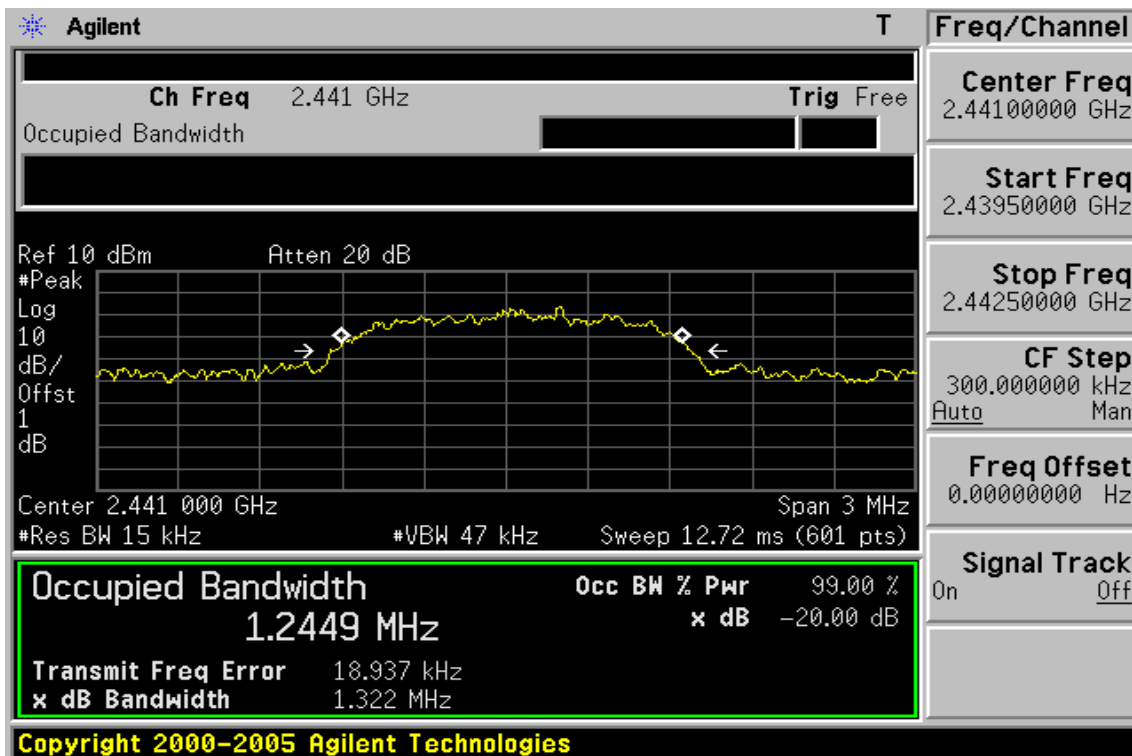 Agilent T
Ch Freq 2.441 GHz Trig Free
Occupied Bandwidth
Ref 10 dBm Atten 20 dB
#Peak
Log
10
dB/
Offst
1
dB
Center 2.441 000 GHz Span 3 MHz
#Res BW 15 kHz #VBW 47 kHz Sweep 12.72 ms (601 pts)
Occupied Bandwidth
1.2449 MHz
Occ BW % Pwr 99.00 %
x dB -20.00 dB
Transmit Freq Error 18.937 kHz
x dB Bandwidth 1.322 MHz
Copyright 2000-2005 Agilent Technologies
Freq/Channel
Center Freq
2.44100000 GHz
Start Freq
2.43950000 GHz
Stop Freq
2.44250000 GHz
CF Step
300.000000 kHz
Auto Man
Freq Offset
0.00000000 Hz
Signal Track
On Off